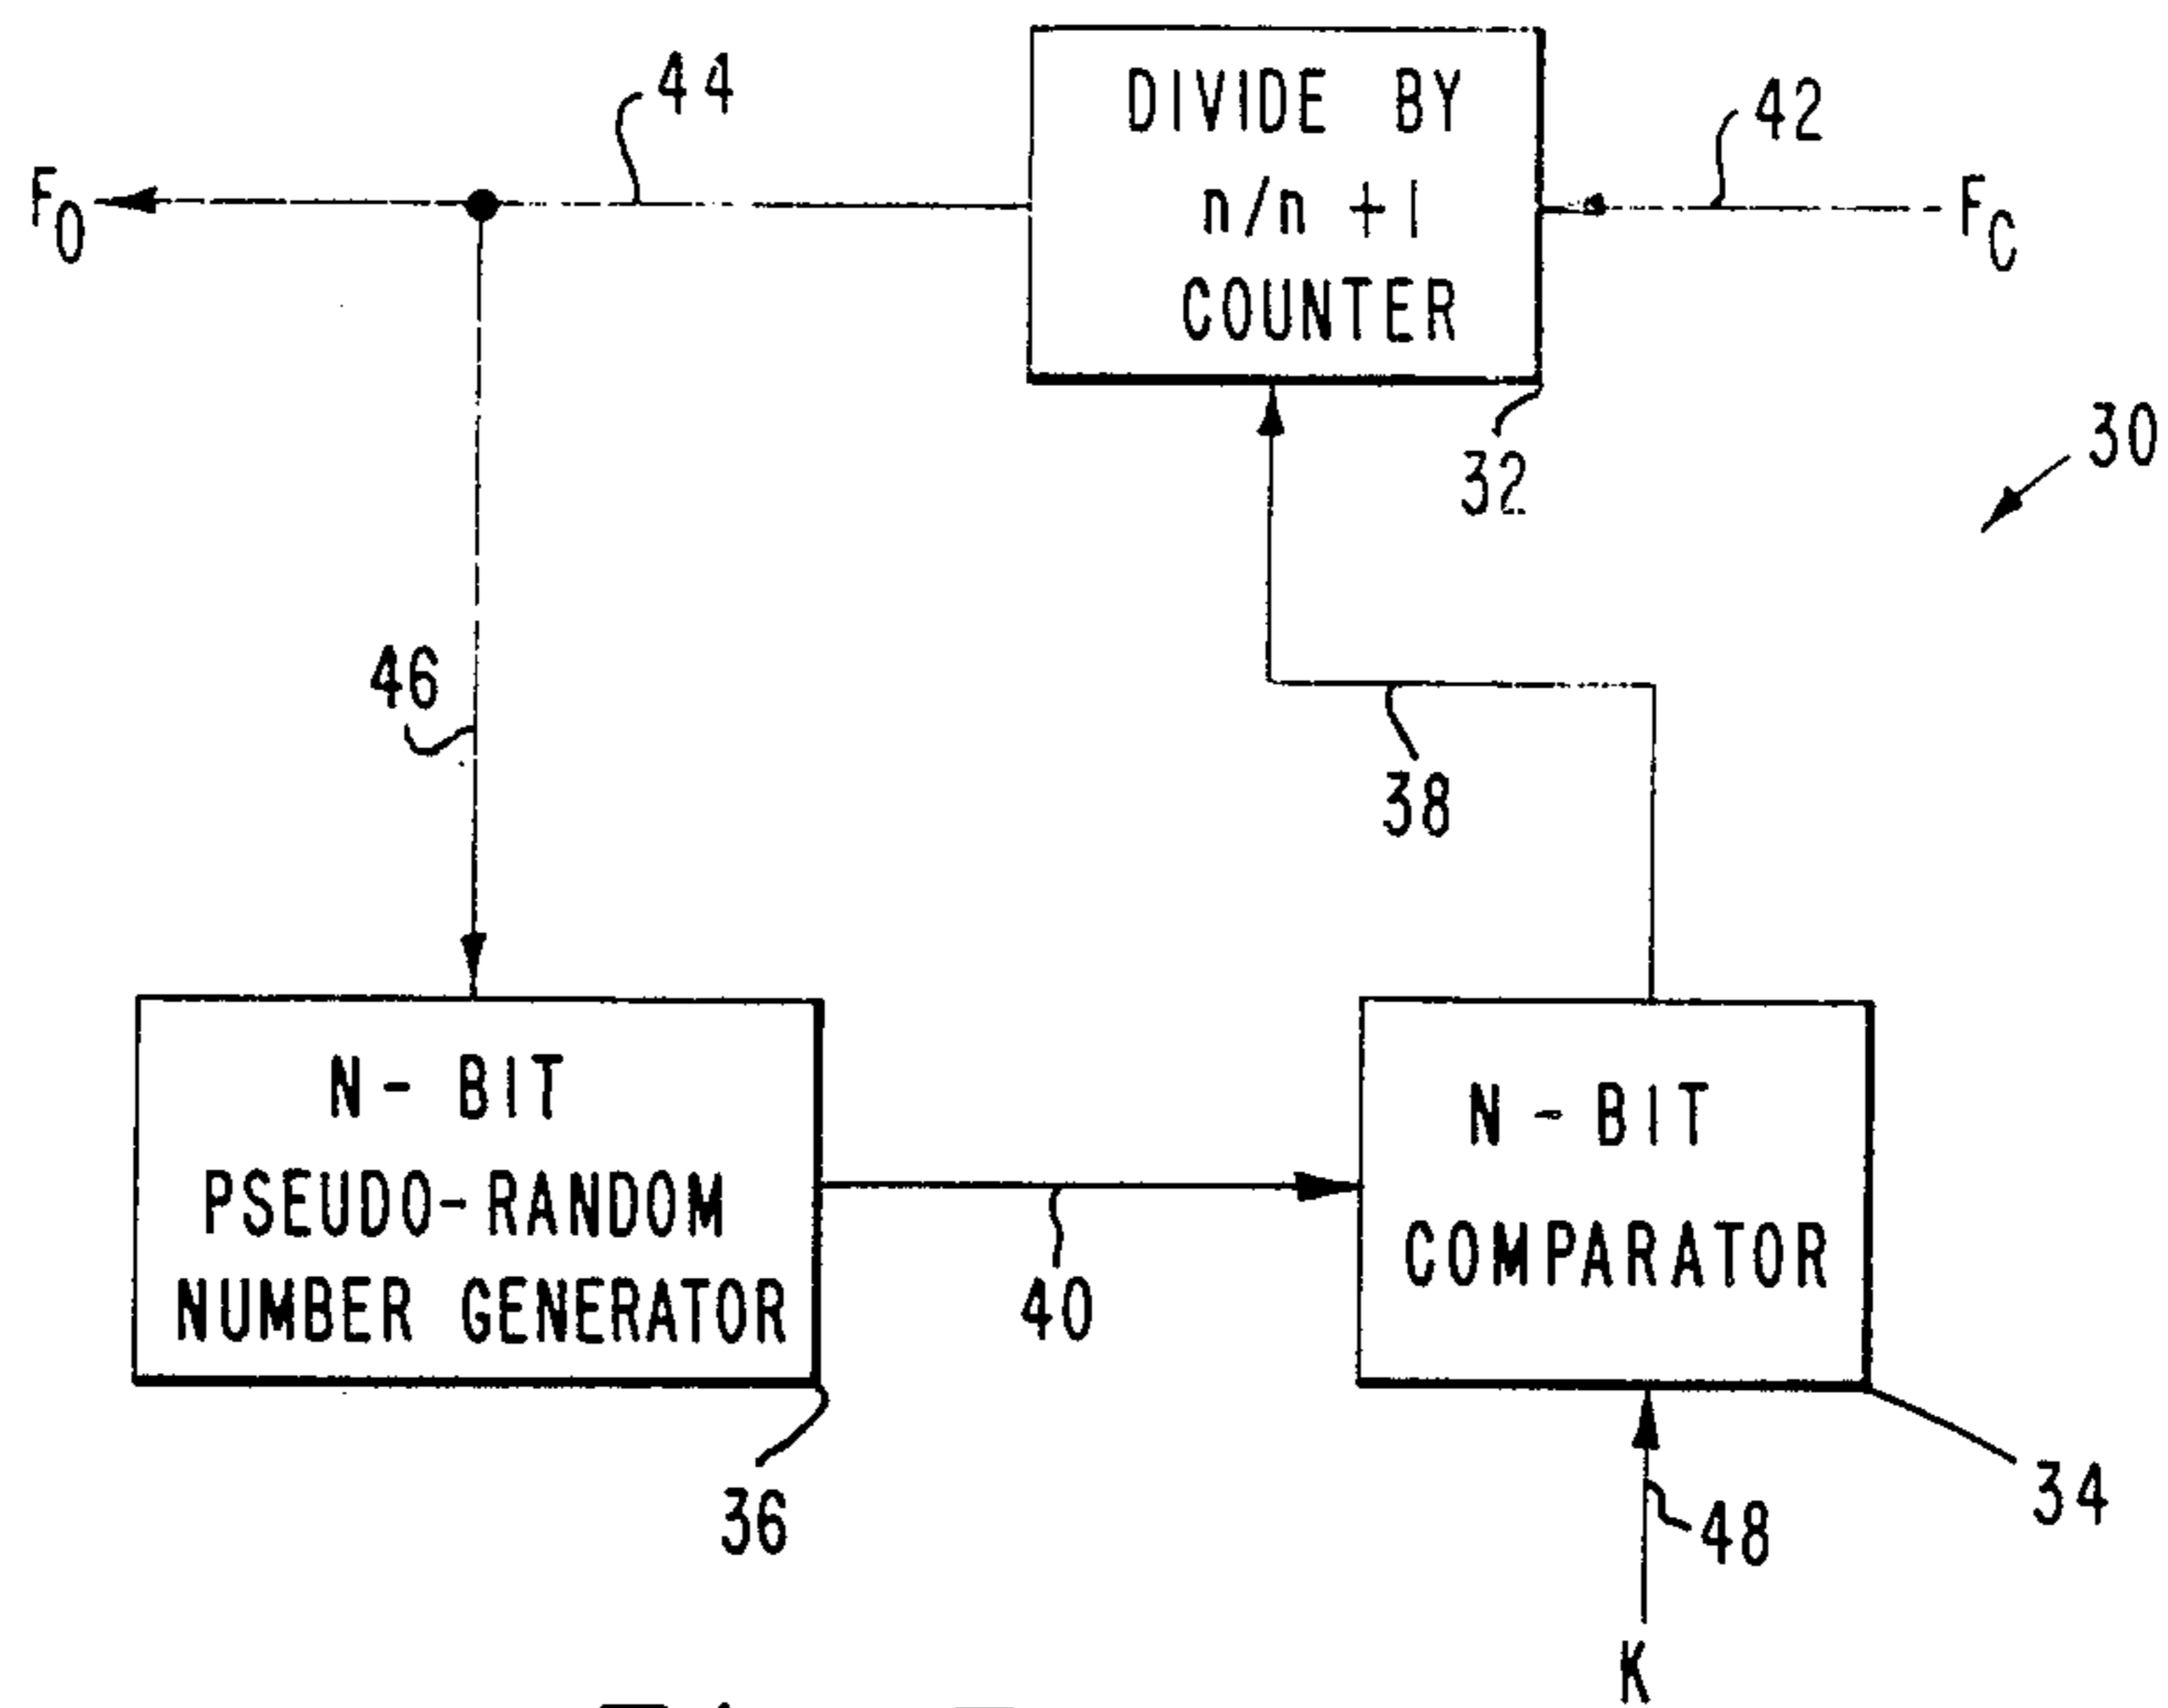 44
DIVIDE BY
n/n + 1
COUNTER
42
F0
FC
32
30
46
38
N - BIT
PSEUDO - RANDOM
NUMBER GENERATOR
40
N - BIT
COMPARATOR
36
48
34
K